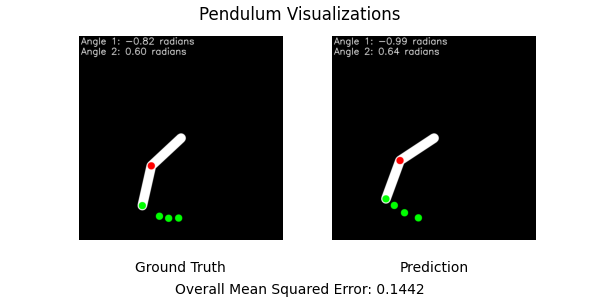 Pendulum Visualizations
Angle 1: −0.82 radians
Angle 2: 0.60 radians
Angle 1: −0.99 radians
Angle 2: 0.64 radians
Ground Truth
Prediction
Overall Mean Squared Error: 0.1442